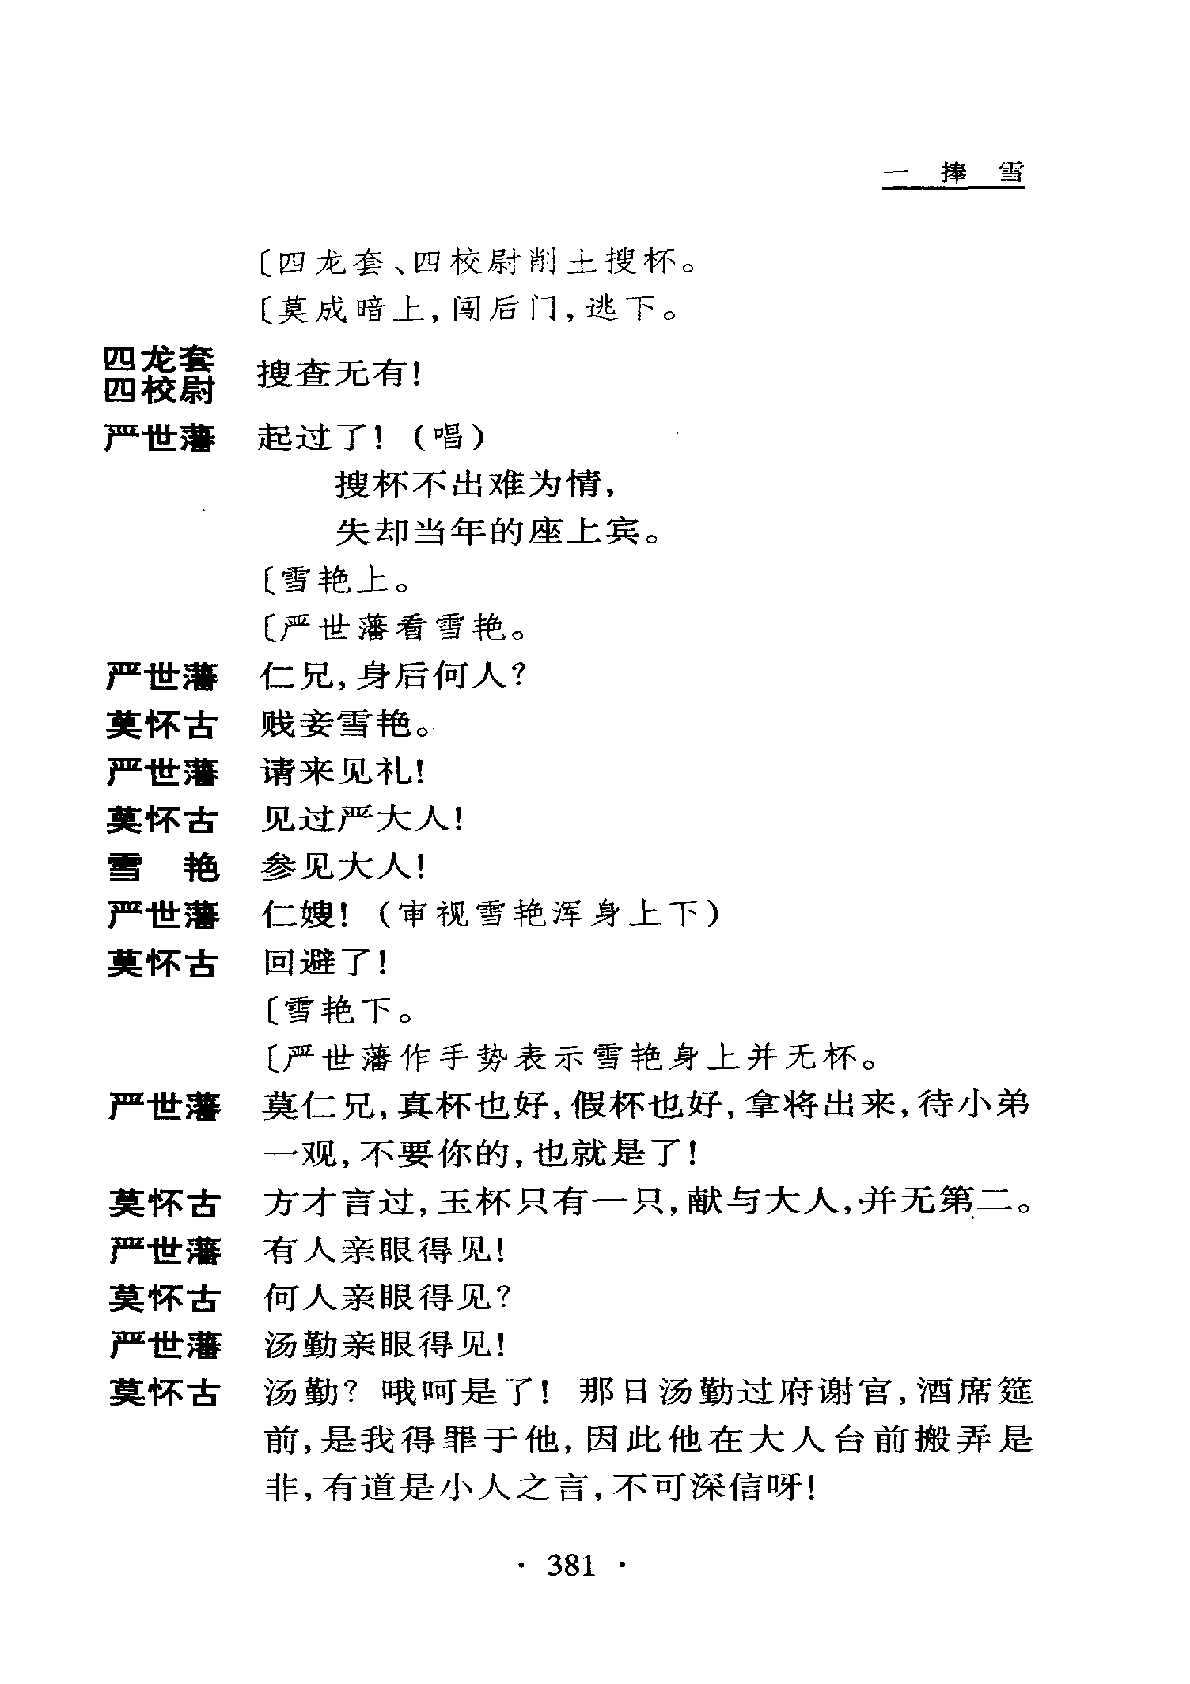 一 捧 雪
〔四龙套、四校尉削土搜杯。
〔莫成暗上,闯后门,逃下。
四龙套
四校尉 搜查无有!
严世藩 起过了!(唱)
搜杯不出难为情,
失却当年的座上宾。
〔雪艳上。
〔严世藩看雪艳。
严世藩 仁兄,身后何人?
莫怀古 贱妾雪艳。
严世藩 请来见礼!
莫怀古 见过严大人!
雪 艳 参见大人!
严世藩 仁嫂!(审视雪艳浑身上下)
莫怀古 回避了!
〔雪艳下。
〔严世藩作手势表示雪艳身上并无杯。
严世藩 莫仁兄,真杯也好,假杯也好,拿将出来,待小弟
一观,不要你的,也就是了!
莫怀古 方才言过,玉杯只有一只,献与大人,并无第二。
严世藩 有人亲眼得见!
莫怀古 何人亲眼得见?
严世藩 汤勤亲眼得见!
莫怀古 汤勤? 哦呵是了! 那日汤勤过府谢官,酒席筵
前,是我得罪于他,因此他在大人台前搬弄是
非,有道是小人之言,不可深信呀!
· 381 ·